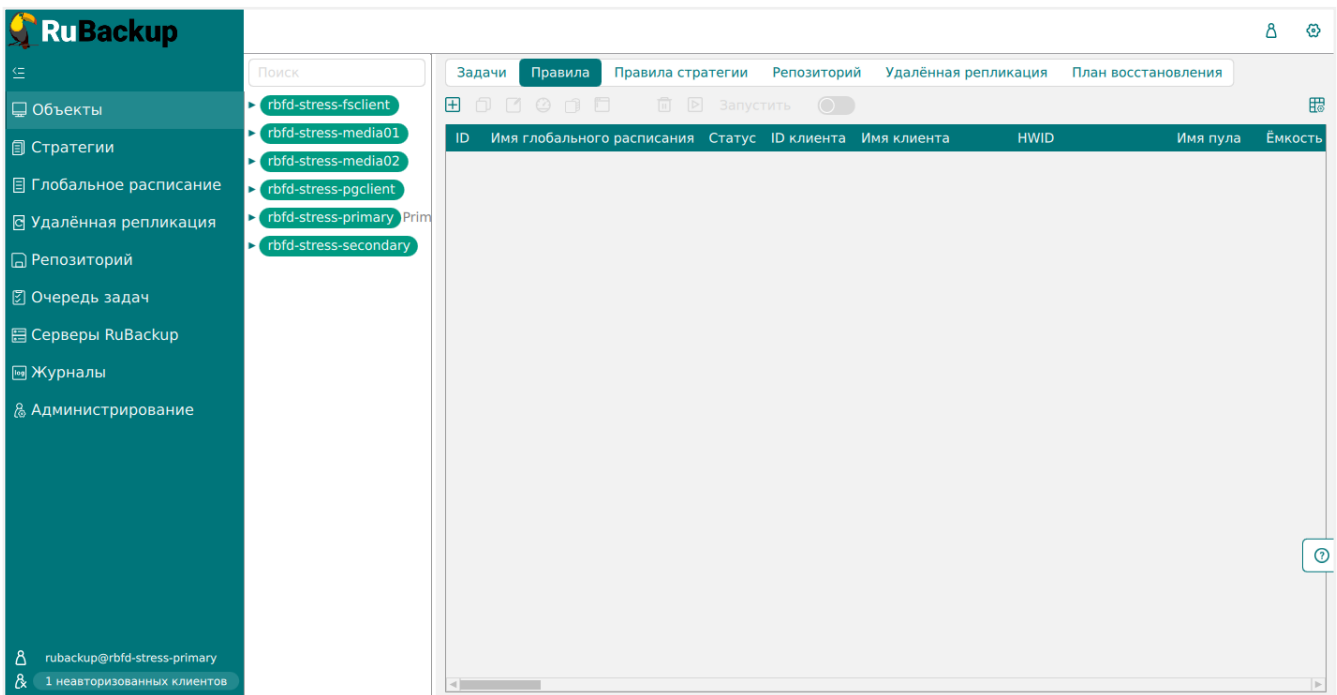 RuBackup
Объекты
Стратегии
Глобальное расписание
Удалённая репликация
Репозиторий
Очередь задач
Серверы RuBackup
log Журналы
Администрирование
rubackup@rbfd-stress-primary
1 неавторизованных клиентов
Поиск
rbfd-stress-fsclient
rbfd-stress-media01
rbfd-stress-media02
rbfd-stress-pgclient
rbfd-stress-primary Prim
rbfd-stress-secondary
Задачи Правила Правила стратегии Репозиторий Удалённая репликация План восстановления
Запустить
ID Имя глобального расписания Статус ID клиента Имя клиента HWID Имя пула Ёмкость
?